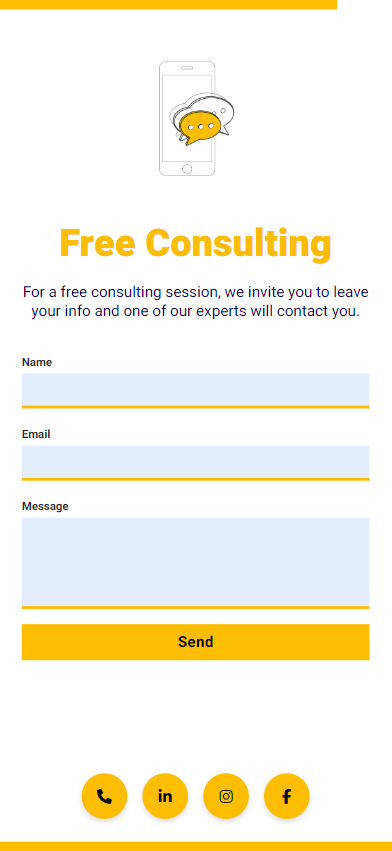 Free Consulting
For a free consulting session, we invite you to leave
your info and one of our experts will contact you.
Name
Email
Message
Send